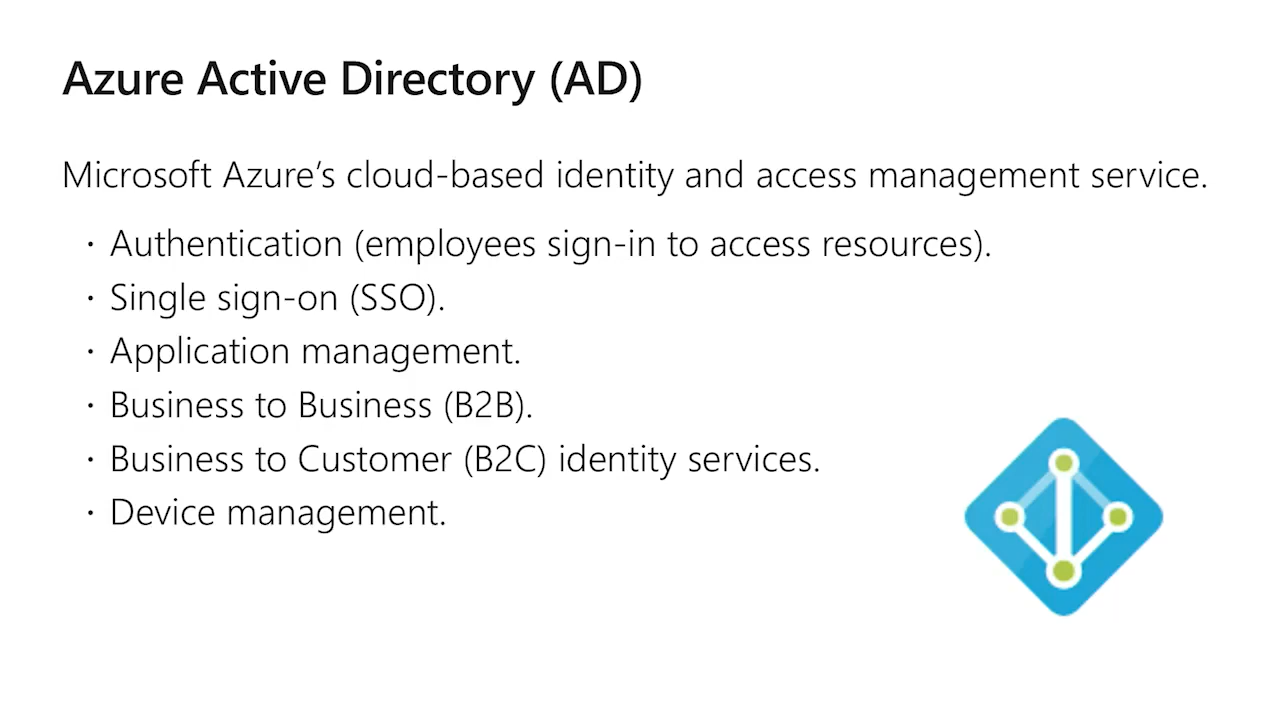 Azure Active Directory (AD)
Microsoft Azure’s cloud-based identity and access management service.
• Authentication (employees sign-in to access resources).
• Single sign-on (SSO).
• Application management.
• Business to Business (B2B).
• Business to Customer (B2C) identity services.
• Device management.